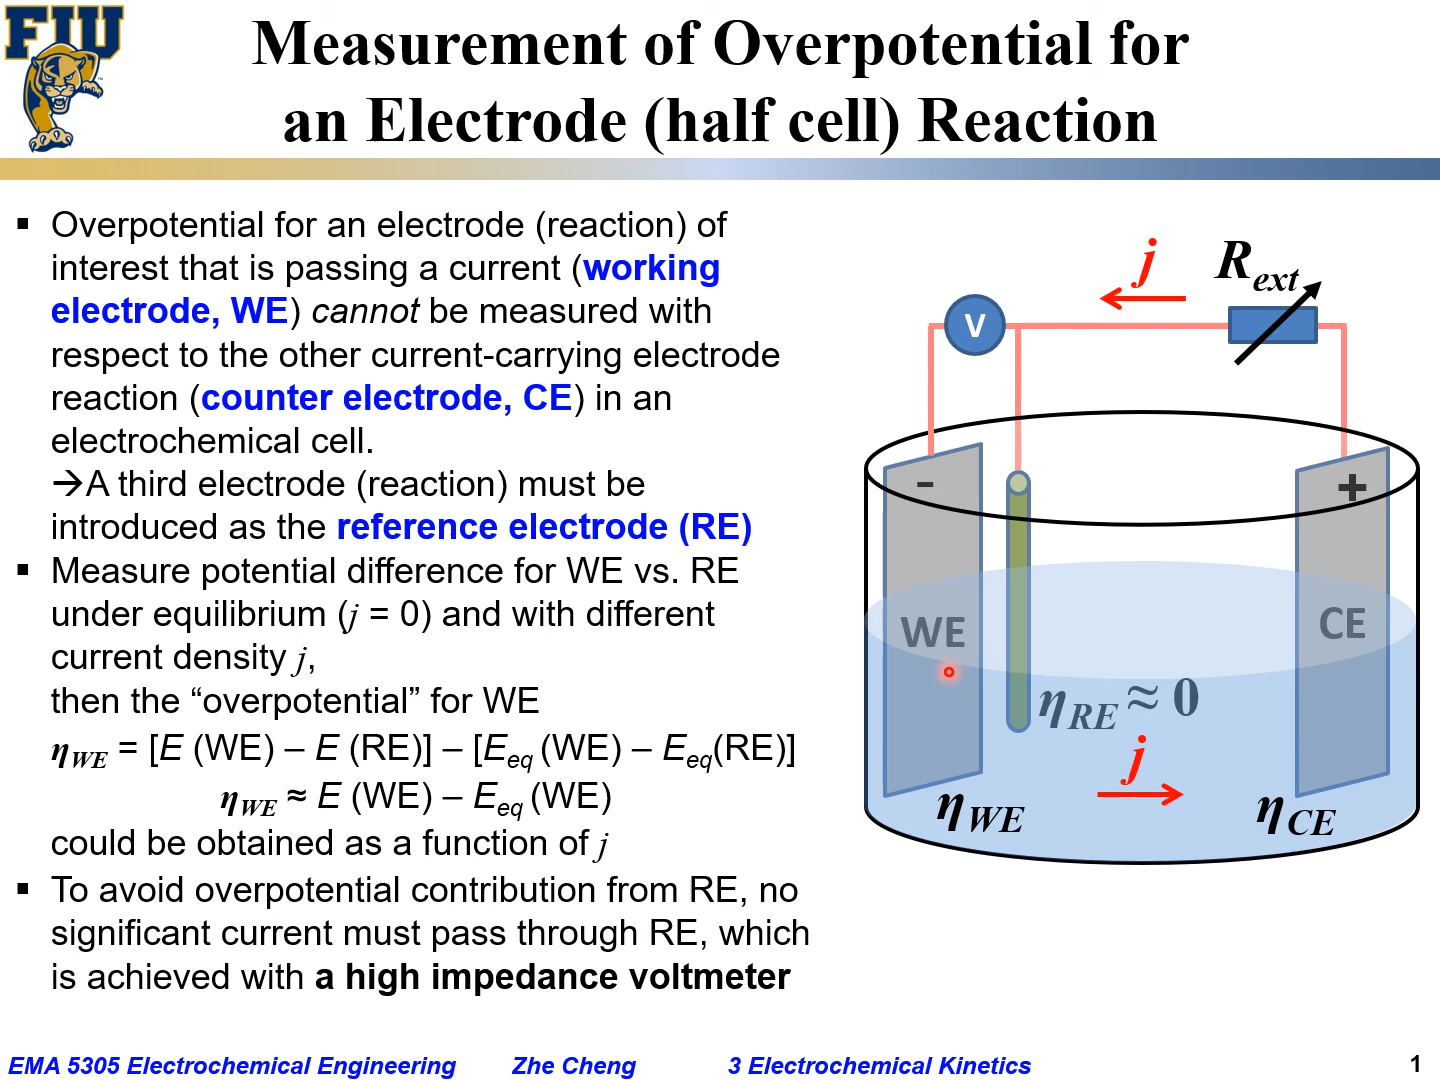 FIU
Measurement of Overpotential for
an Electrode (half cell) Reaction
▪ Overpotential for an electrode (reaction) of
interest that is passing a current (working
electrode, WE) cannot be measured with
respect to the other current-carrying electrode
reaction (counter electrode, CE) in an
electrochemical cell.
→A third electrode (reaction) must be
introduced as the reference electrode (RE)
▪ Measure potential difference for WE vs. RE
under equilibrium (j = 0) and with different
current density j,
then the “overpotential” for WE
η_WE = [E (WE) – E (RE)] – [E_eq (WE) – E_eq(RE)]
η_WE ≈ E (WE) – E_eq (WE)
could be obtained as a function of j
▪ To avoid overpotential contribution from RE, no
significant current must pass through RE, which
is achieved with a high impedance voltmeter
j
R_ext
V
-
+
WE
CE
η_RE ≈ 0
j
η_WE
η_CE
EMA 5305 Electrochemical Engineering Zhe Cheng 3 Electrochemical Kinetics 1